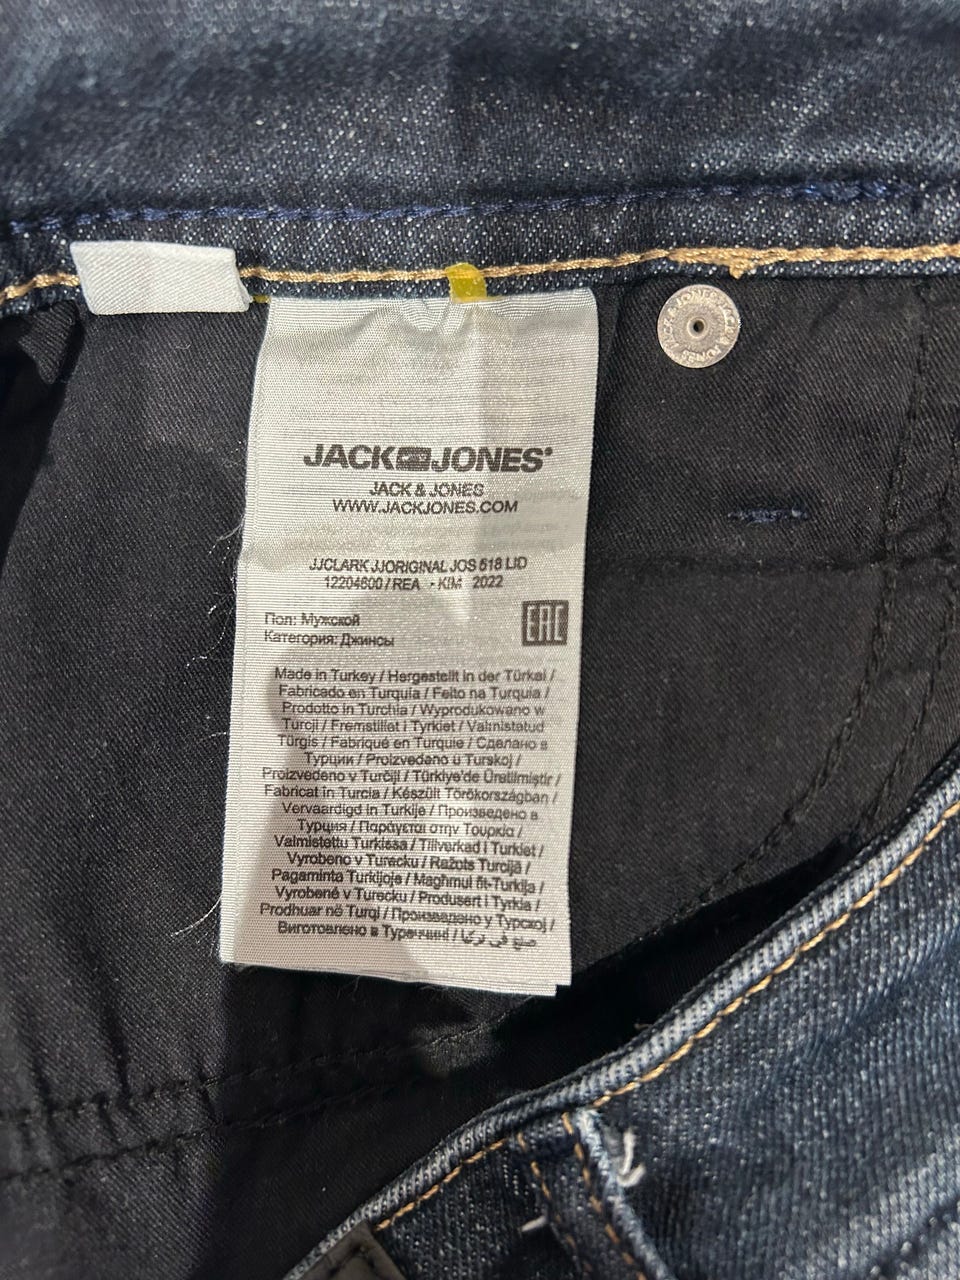 JACK & JONES
JACK & JONES
JACK & JONES
WWW.JACKJONES.COM
JJCLARK JJORIGINAL JOS 518 LID
12204600 / REA - KIM 2022
Пол: Мужской
Категория: Джинсы
EAC
Made in Turkey / Hergestellt in der Türkei /
Fabricado en Turquía / Feito na Turquia /
Prodotto in Turchia / Wyprodukowano w
Turcji / Fremstillet i Tyrkiet / Valmistatud
Türgis / Fabriqué en Turquie / Сделано в
Турции / Proizvedeno u Turskoj /
Proizvedeno v Turčiji / Türkiye'de Üretilmiştir /
Fabricat în Turcia / Készült Törökországban /
Vervaardigd in Turkije / Произведено в
Турция / Παράγεται στην Τουρκία /
Valmistettu Turkissa / Tillverkad i Turkiet /
Vyrobeno v Turecku / Ražots Turcijā /
Pagaminta Turkijoje / Magħmul fit-Turkija /
Vyrobené v Turecku / Produsert i Tyrkia /
Prodhuar në Turqi / Произведено у Турској /
Виготовлено в Туреччині / صنع في تركيا